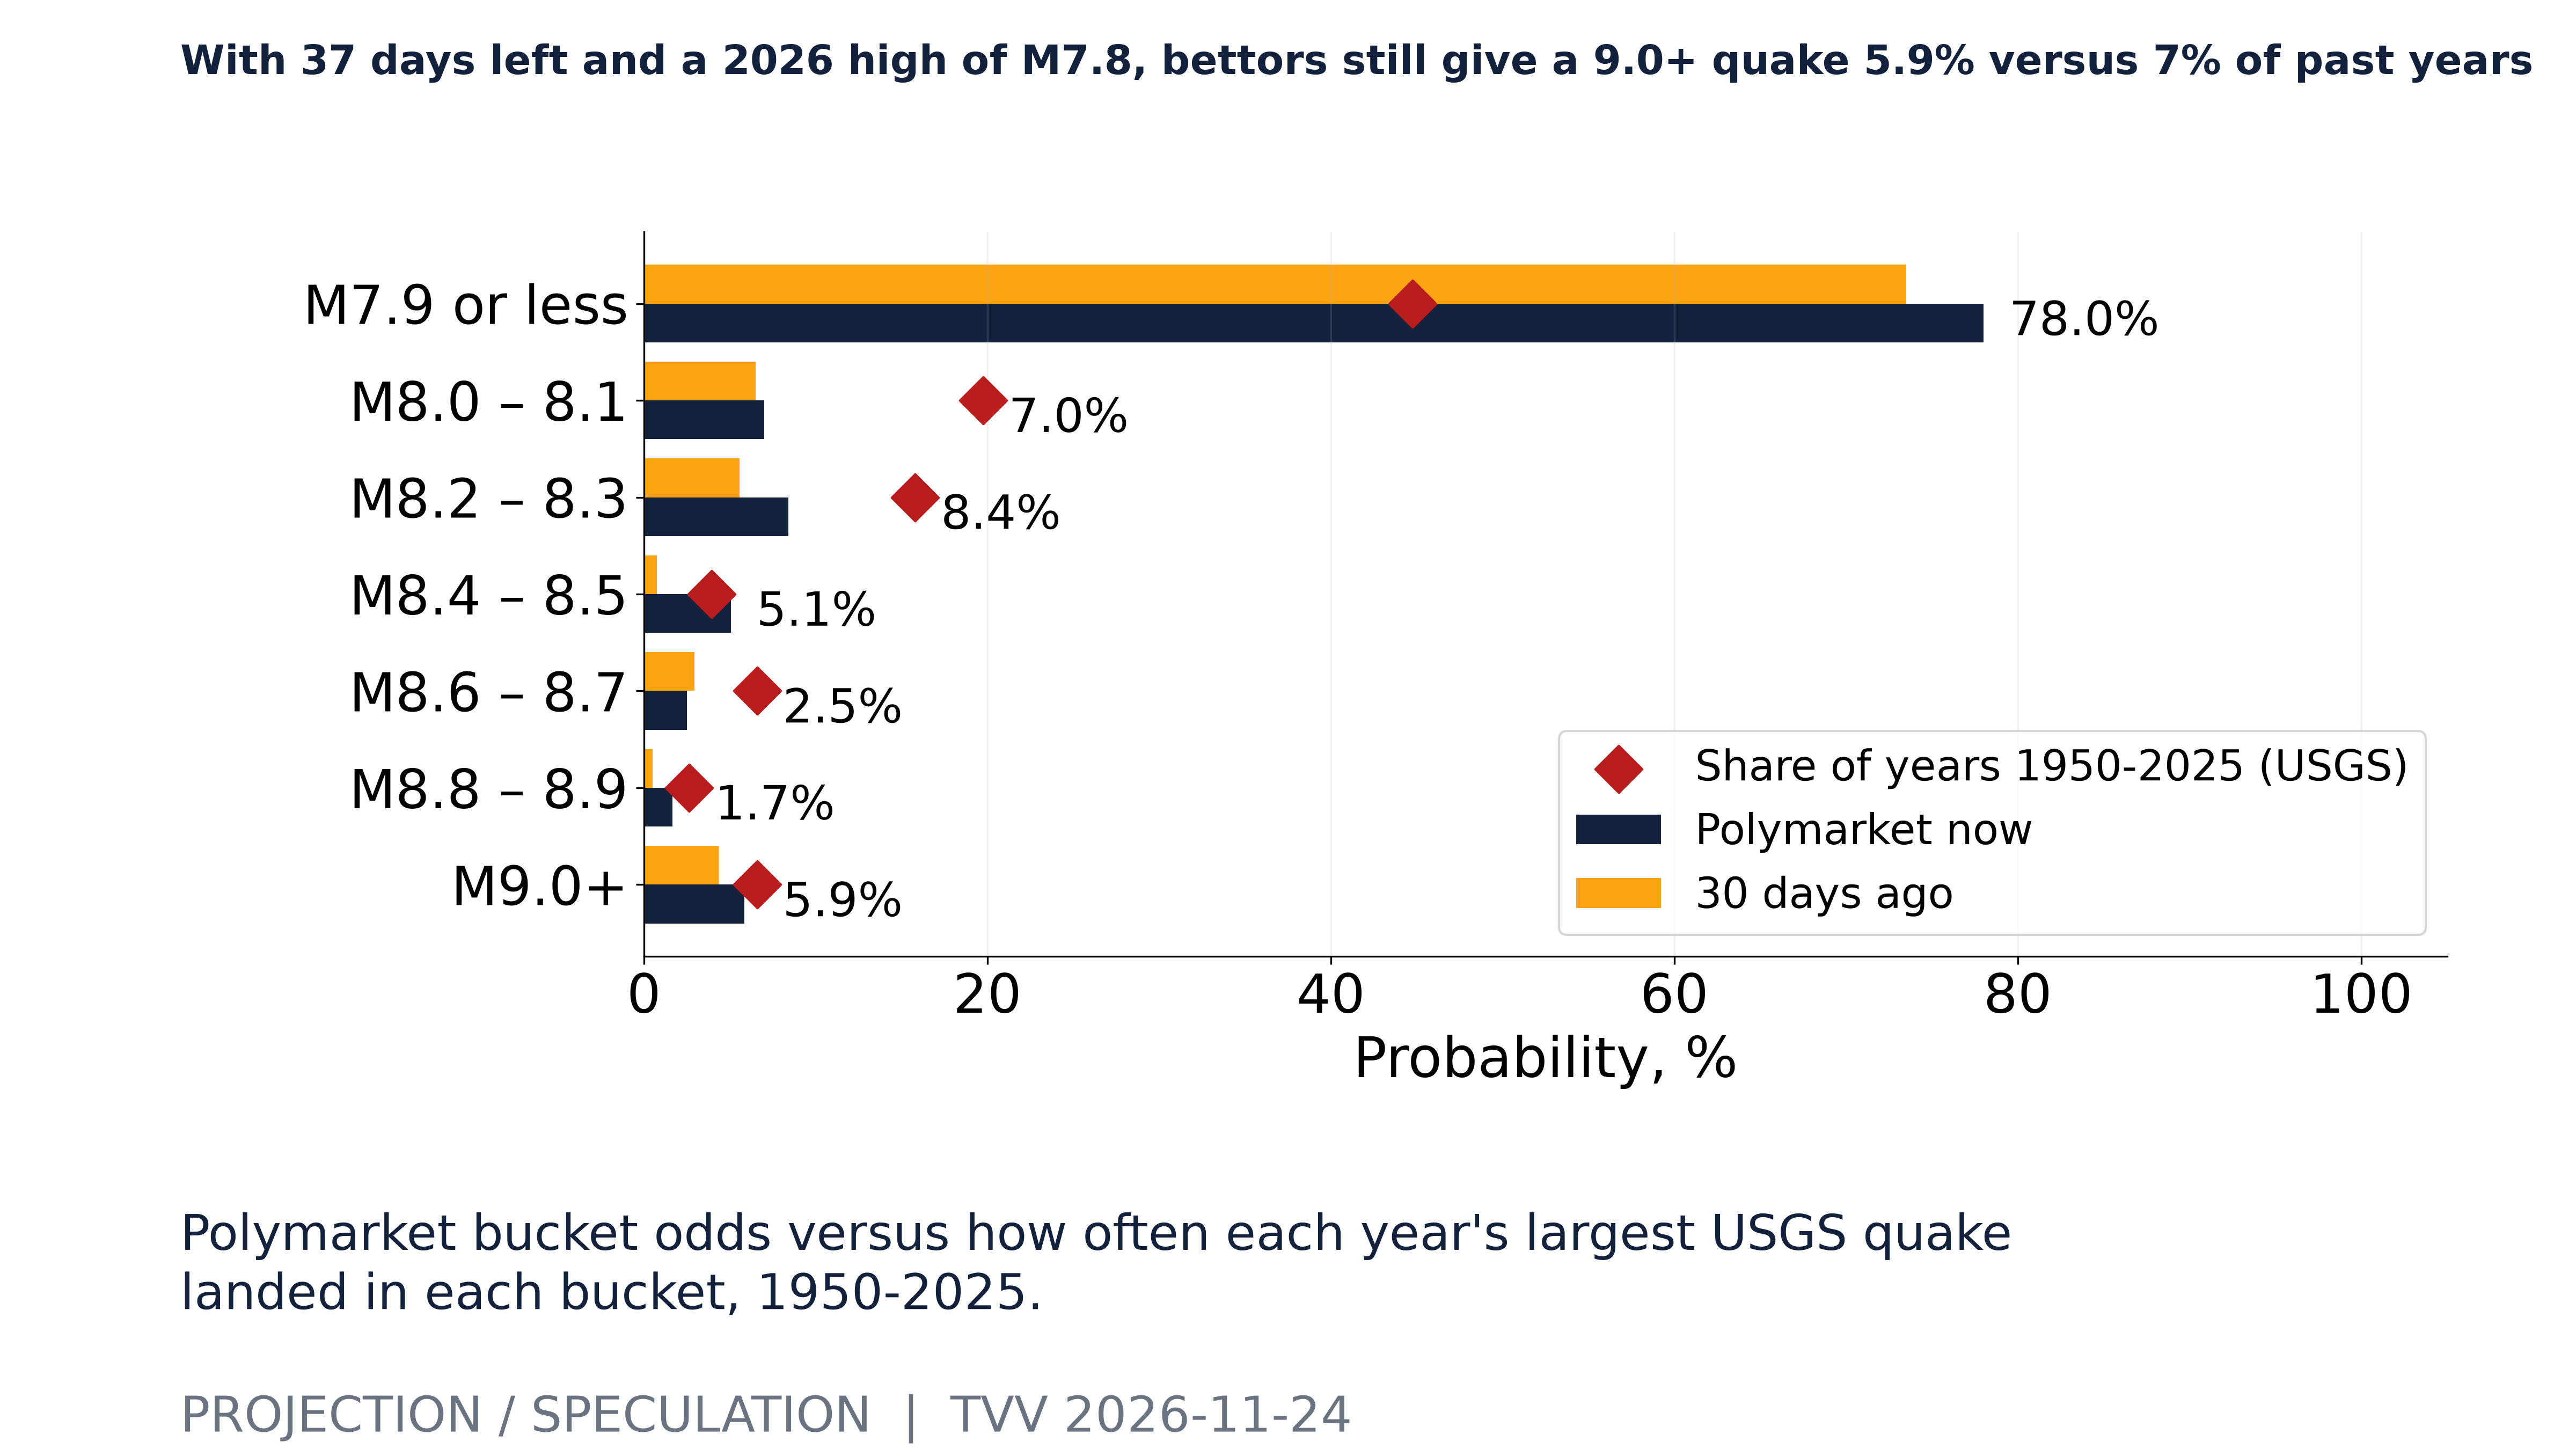 With 37 days left and a 2026 high of M7.8, bettors still give a 9.0+ quake 5.9% versus 7% of past years
M7.9 or less
78.0%
M8.0 – 8.1
7.0%
M8.2 – 8.3
8.4%
M8.4 – 8.5
5.1%
M8.6 – 8.7
2.5%
M8.8 – 8.9
1.7%
M9.0+
5.9%
Share of years 1950-2025 (USGS)
Polymarket now
30 days ago
0 20 40 60 80 100
Probability, %
Polymarket bucket odds versus how often each year's largest USGS quake
landed in each bucket, 1950-2025.
PROJECTION / SPECULATION | TVV 2026-11-24